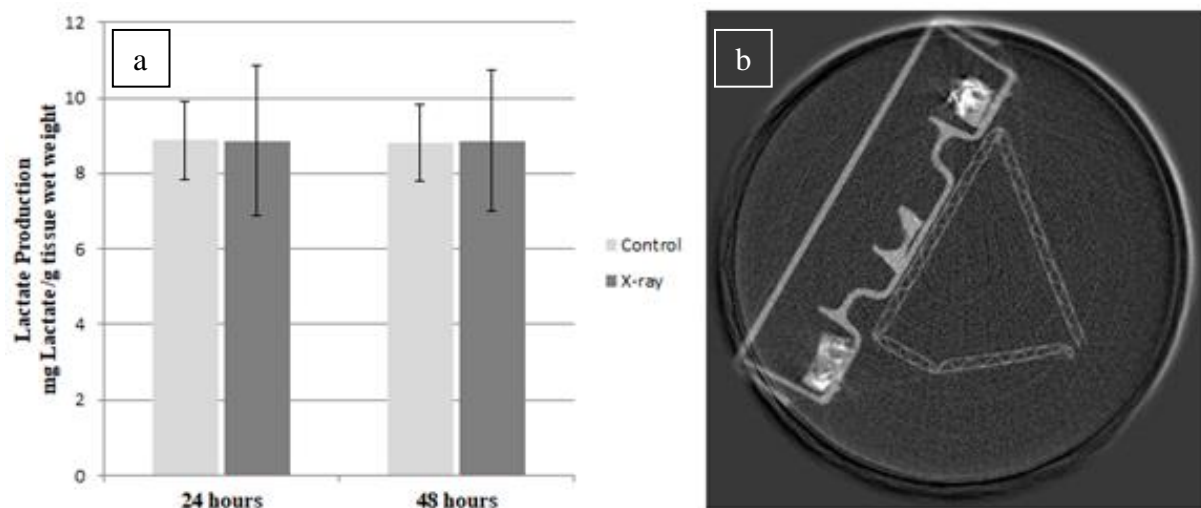 a
b
12
10
8
6
4
2
0
Lactate Production
mg Lactate/g tissue wet weight
24 hours
48 hours
Control
X-ray